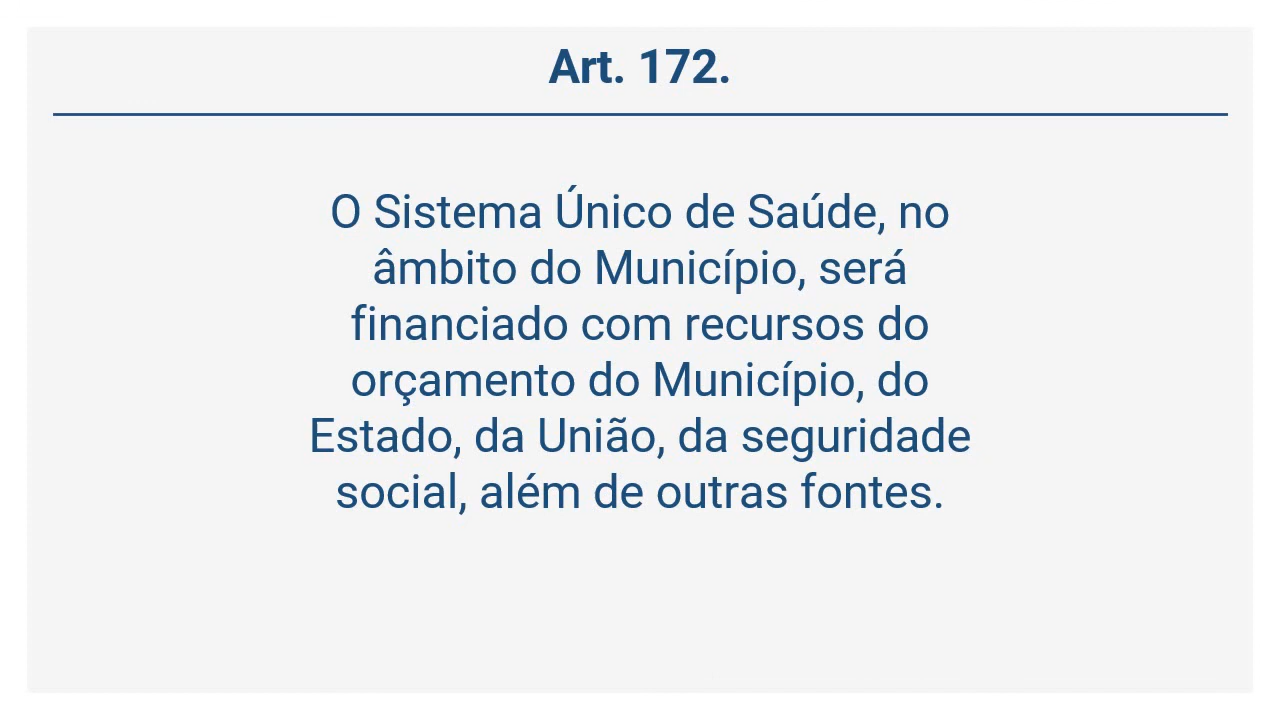 Art. 172.
O Sistema Único de Saúde, no
âmbito do Município, será
financiado com recursos do
orçamento do Município, do
Estado, da União, da seguridade
social, além de outras fontes.